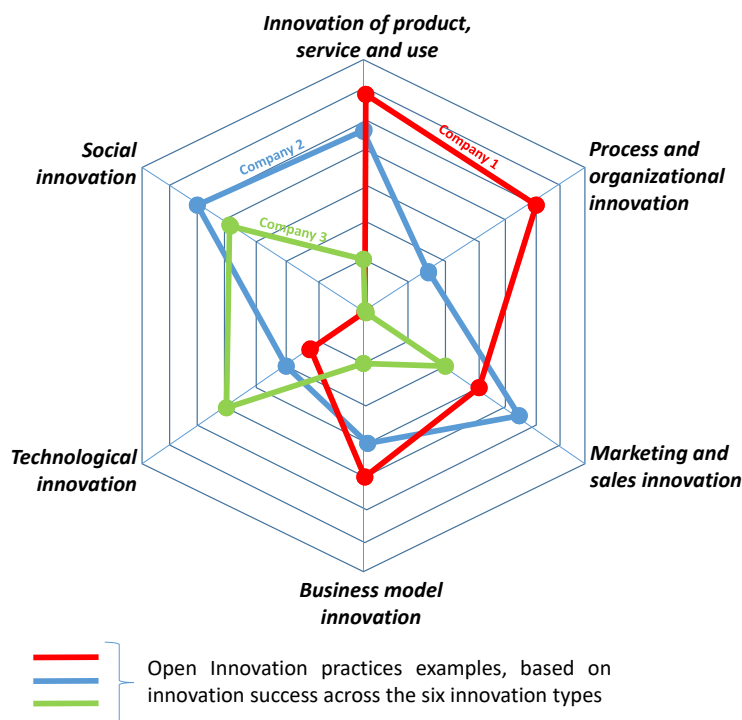 Innovation of product,
service and use
Company 1
Company 2
Social
innovation
Process and
organizational
innovation
Company 3
Technological
innovation
Marketing and
sales innovation
Business model
innovation
Open Innovation practices examples, based on
innovation success across the six innovation types